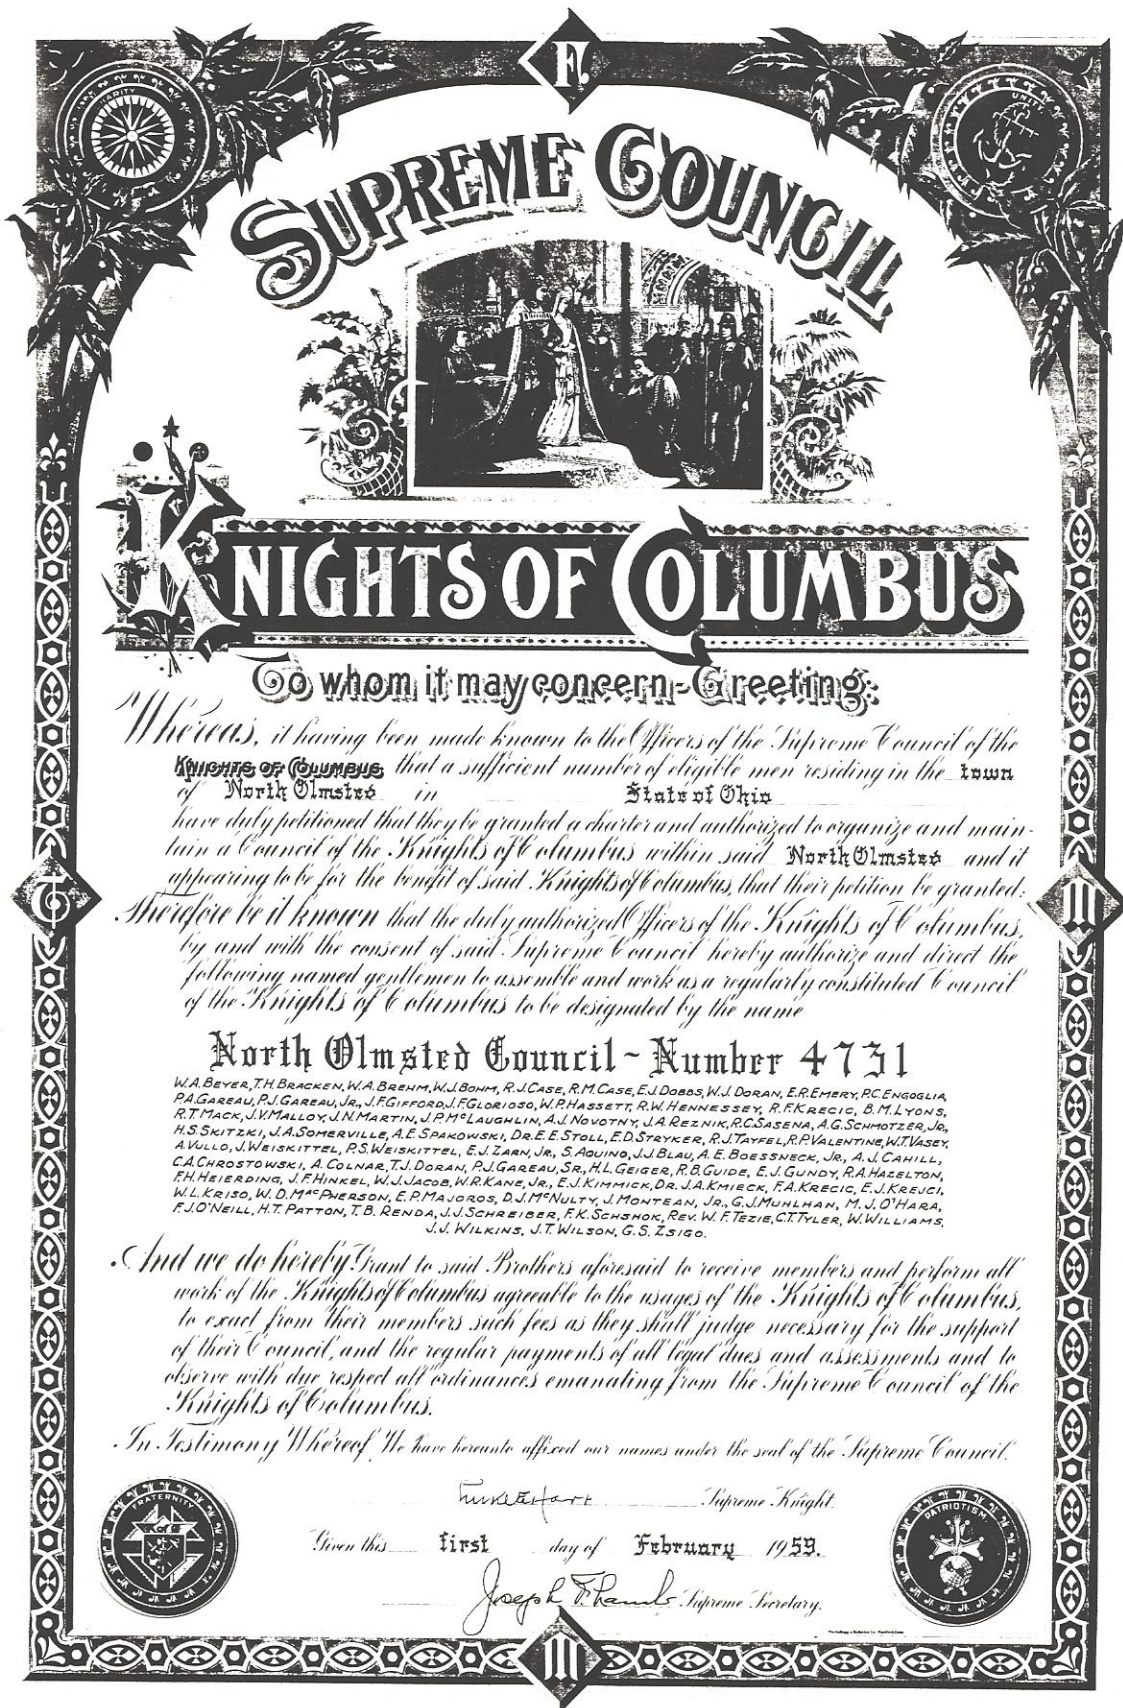 F.
CHARITY
UNITY
SUPREME COUNCIL
KNIGHTS OF COLUMBUS
To whom it may concern-Greeting:
Whereas, it having been made known to the Officers of the Supreme Council of the
KNIGHTS OF COLUMBUS that a sufficient number of eligible men residing in the town
of North Olmsted in State of Ohio
have duly petitioned that they be granted a charter and authorized to organize and main-
tain a Council of the Knights of Columbus within said North Olmsted and it
appearing to be for the benefit of said Knights of Columbus, that their petition be granted:
Therefore be it known that the duly authorized Officers of the Knights of Columbus,
by and with the consent of said Supreme Council hereby authorize and direct the
following named gentlemen to assemble and work as a regularly constituted Council
of the Knights of Columbus to be designated by the name
T
M
North Olmsted Council - Number 4731
W.A. BEYER, T.H. BRACKEN, W.A. BREHM, W.J. BOHM, R.J. CASE, R.M. CASE, E.J. DOBBS, W.J. DORAN, E.R. EMERY, P.C. ENGOGLIA,
P.A. GAREAU, P.J. GAREAU, JR., J.F. GIFFORD, J.F. GLORIOSO, W.P. HASSETT, R.W. HENNESSEY, R.F. KRECIC, B.M. LYONS,
R.T. MACK, J.V. MALLOY, J.N. MARTIN, J.P. McLAUGHLIN, A.J. NOVOTNY, J.A. REZNIK, R.C. SASENA, A.G. SCHMOTZER, JR,
H.S. SKITZKI, J.A. SOMERVILLE, A.E. SPAKOWSKI, DR. E.E. STOLL, E.D. STRYKER, R.J. TAYFEL, R.P. VALENTINE, W.T. VASEY,
A. VULLO, J. WEISKITTEL, P.S. WEISKITTEL, E.J. ZARN, JR., S. AQUINO, J.J. BLAU, A.E. BOESSNECK, JR., A.J. CAHILL,
C.A. CHROSTOWSKI, A. COLNAR, T.J. DORAN, P.J. GAREAU, SR., H.L. GEIGER, R.B. GUIDE, E.J. GUNDY, R.A. HAZELTON,
F.H. HEIERDING, J.F. HINKEL, W.J. JACOB, W.R. KANE, JR., E.J. KIMMICK, DR. J.A. KMIECK, F.A. KRECIC, E.J. KREJCI,
W.L. KRISO, W.D. MacPHERSON, E.P. MAJOROS, D.J. McNULTY, J. MONTEAN, JR., G.J. MUHLHAN, M.J. O'HARA,
F.J. O'NEILL, H.T. PATTON, T.B. RENDA, J.J. SCHREIBER, F.K. SCHSHOK, REV. W.F. TEZIE, C.T. TYLER, W. WILLIAMS,
J.J. WILKINS, J.T. WILSON, G.S. ZSIGO.
And we do hereby Grant to said Brothers aforesaid to receive members and perform all
work of the Knights of Columbus agreeable to the usages of the Knights of Columbus,
to exact from their members such fees as they shall judge necessary for the support
of their Council, and the regular payments of all legal dues and assessments and to
observe with due respect all ordinances emanating from the Supreme Council of the
Knights of Columbus.
In Testimony Whereof We have hereunto affixed our names under the seal of the Supreme Council.
Luke E. Hart Supreme Knight.
Given this first day of February 1959.
Joseph F. Lamb Supreme Secretary.
FRATERNITY
K of C
PATRIOTISM
M